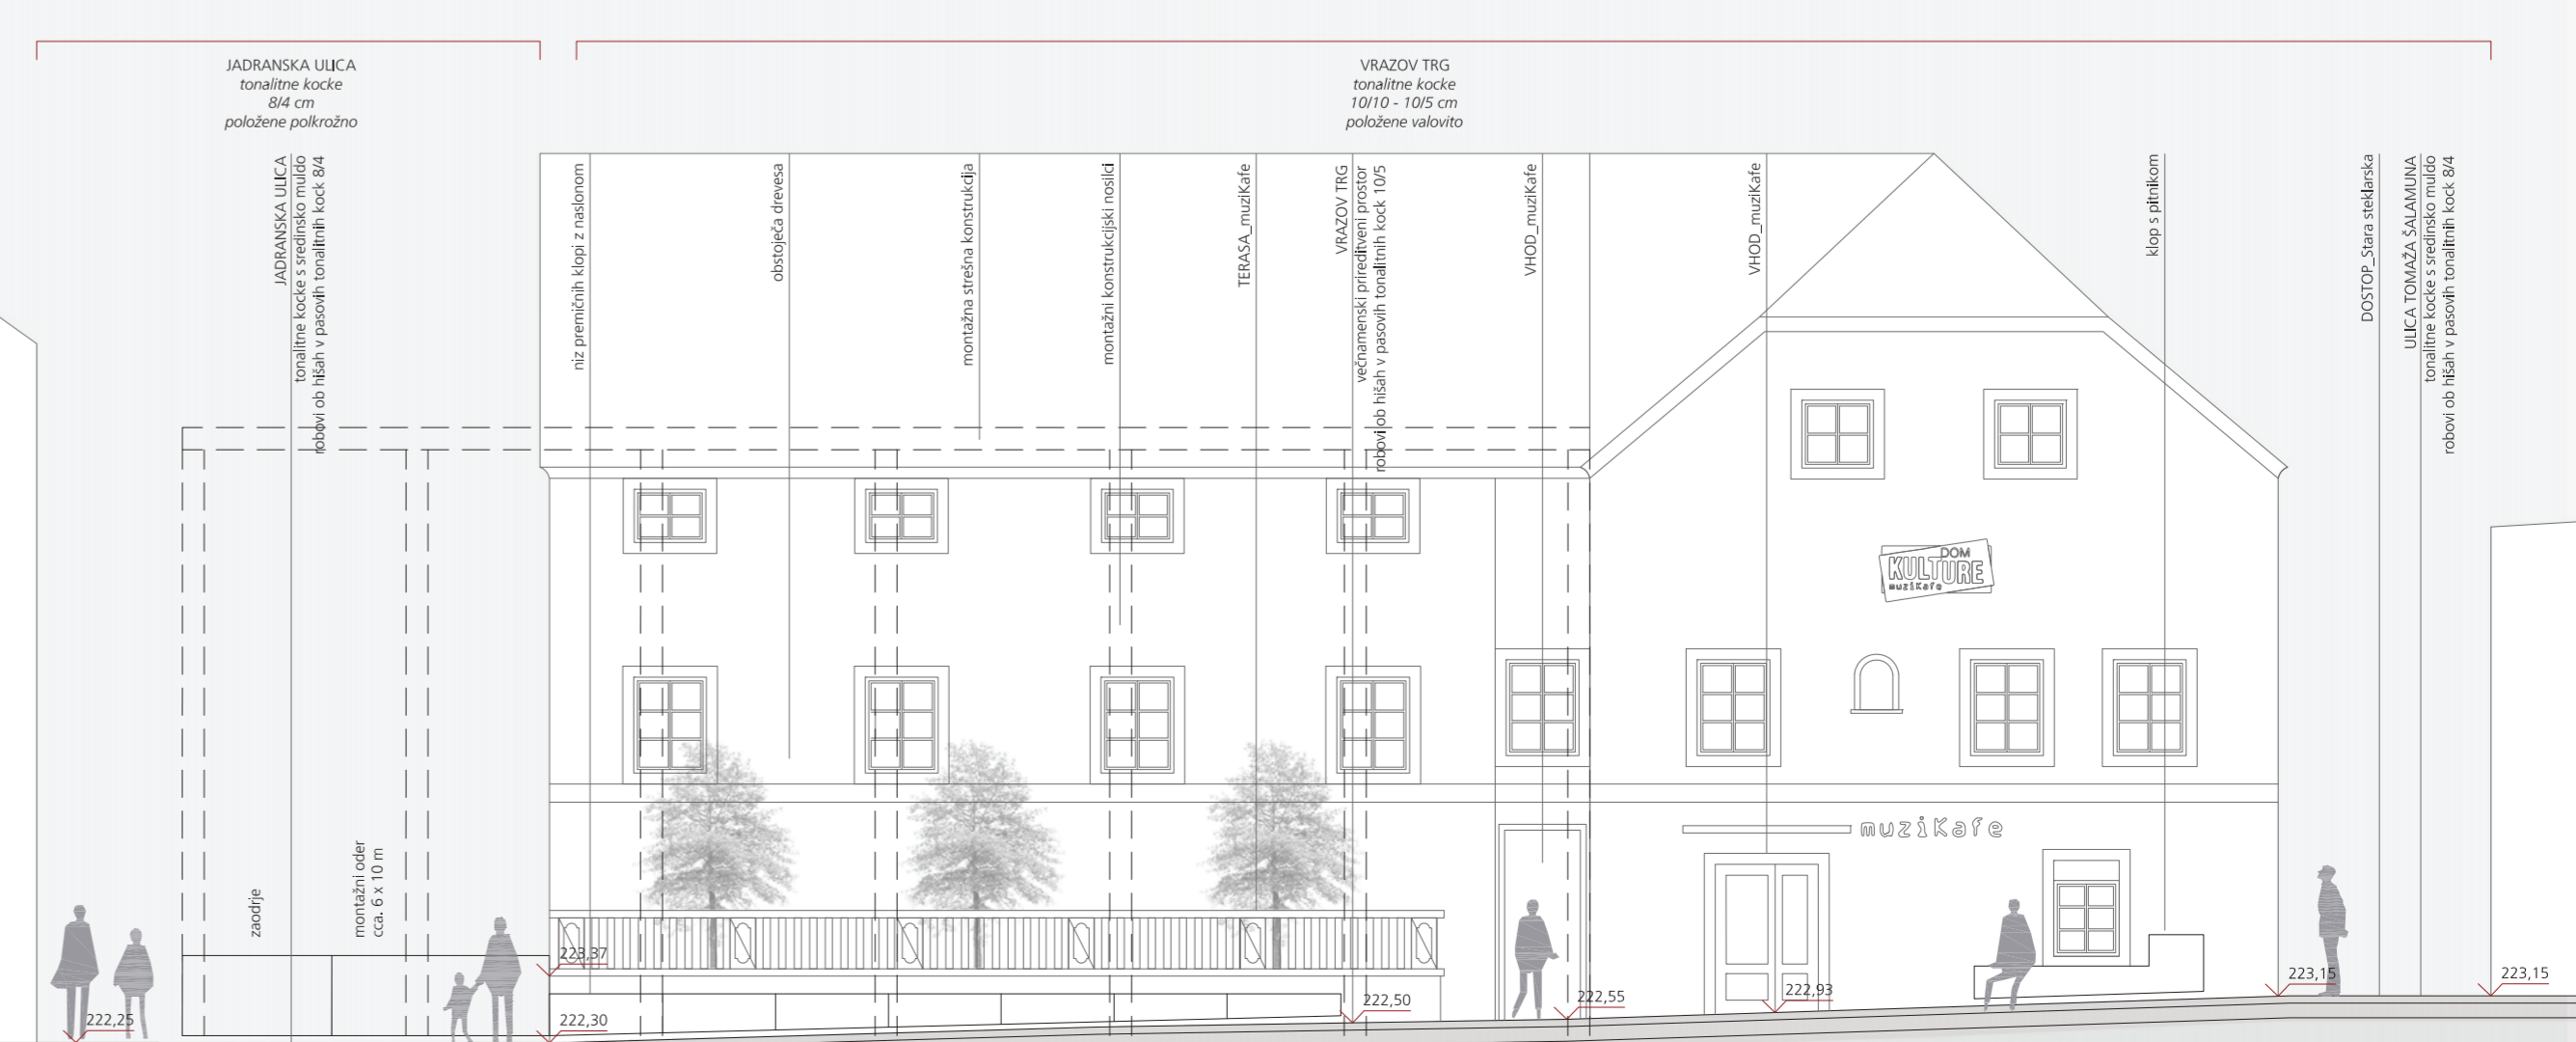 JADRANSKA ULICA
tonalitne kocke
8/4 cm
položene polkrožno
VRAZOV TRG
tonalitne kocke
10/10 - 10/5 cm
položene valovito
JADRANSKA ULICA
tonalitne kocke s sredinsko muldo
robovi ob hišah v pasovih tonalitnih kock 8/4
niz premičnih klopi z naslonom
obstoječa drevesa
montažna strešna konstrukcija
montažni konstrukcijski nosilci
TERASA_muziKafe
VRAZOV TRG
večnamenski prireditveni prostor
robovi ob hišah v pasovih tonalitnih kock 10/5
VHOD_muziKafe
VHOD_muziKafe
klop s pitnikom
DOSTOP_Stara steklarska
ULICA TOMAŽA ŠALAMUNA
tonalitne kocke s sredinsko muldo
robovi ob hišah v pasovih tonalitnih kock 8/4
DOM
KULTURE
muziKafe
muziKafe
zaodrje
montažni oder
cca. 6 x 10 m
222,25
223,37
222,30
222,50
222,55
222,93
223,15
223,15